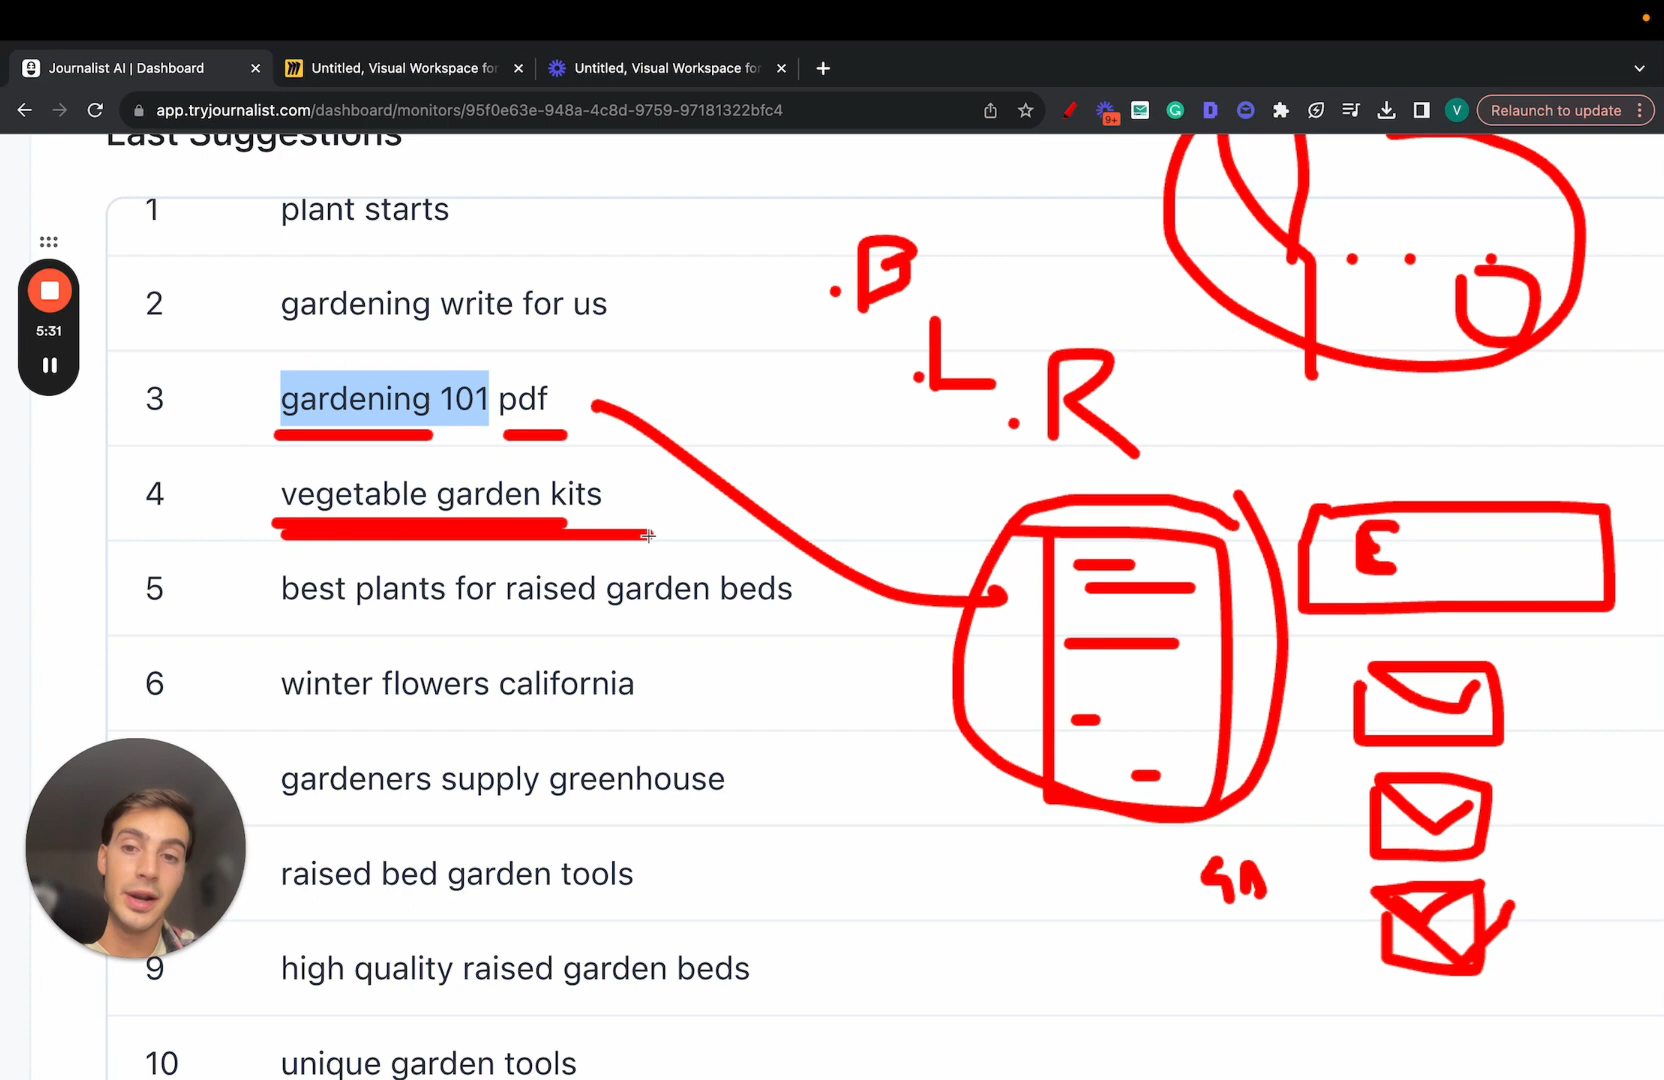 Journalist AI | Dashboard
Untitled, Visual Workspace for
Untitled, Visual Workspace for
app.tryjournalist.com/dashboard/monitors/95f0e63e-948a-4c8d-9759-97181322bfc4
9+
V
Relaunch to update
Last Suggestions
1 plant starts
2 gardening write for us
3 gardening 101 pdf
4 vegetable garden kits
5 best plants for raised garden beds
6 winter flowers california
gardeners supply greenhouse
raised bed garden tools
9 high quality raised garden beds
10 unique garden tools
5:31
.B
.L
.R
E